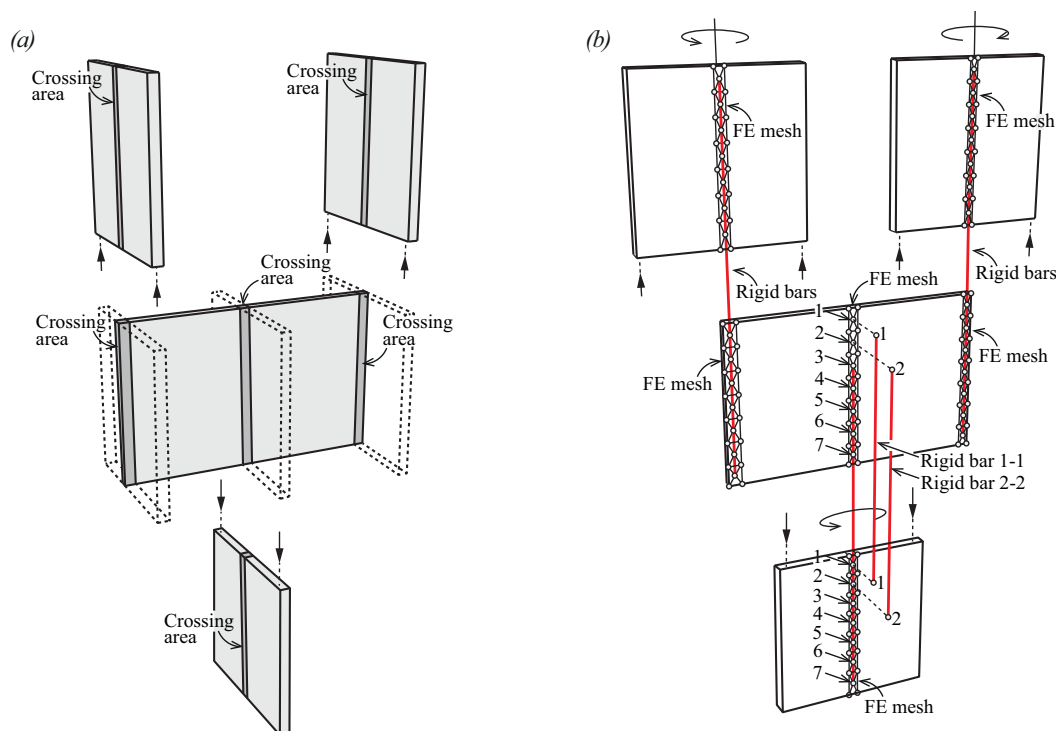 (a)
Crossing
area
Crossing
area
Crossing
area
Crossing
area
Crossing
area
Crossing
area
(b)
FE mesh
FE mesh
Rigid bars
Rigid bars
FE mesh
1
2
3
4
5
6
7
1
2
FE mesh
FE mesh
Rigid bar 1-1
Rigid bar 2-2
1
2
3
4
5
6
7
1
2
FE mesh